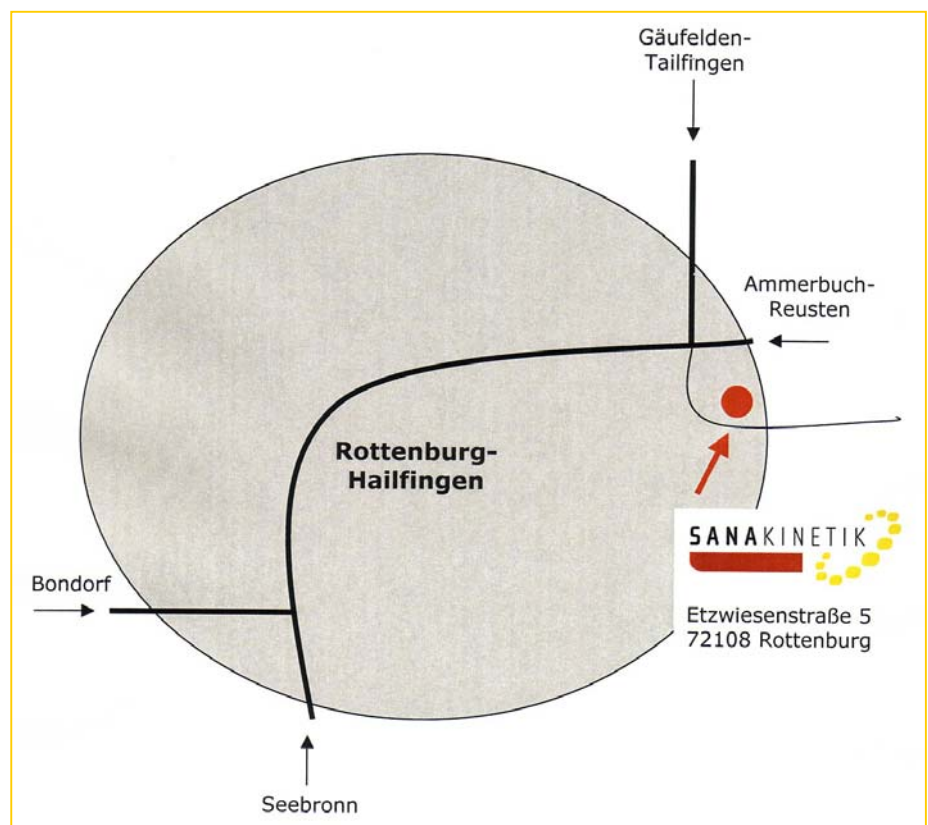 Gäufelden-
Tailfingen
Ammerbuch-
Reusten
Rottenburg-
Hailfingen
SANAKINETIK
Bondorf
Etzwiesenstraße 5
72108 Rottenburg
Seebronn